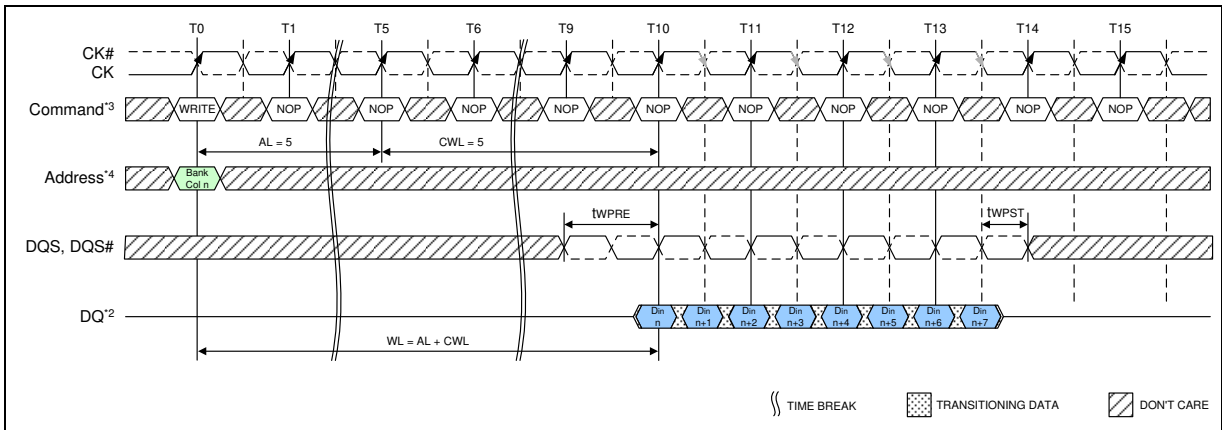 T0 T1 T5 T6 T9 T10 T11 T12 T13 T14 T15
CK#
CK
Command*3 WRITE NOP NOP NOP NOP NOP NOP NOP NOP NOP NOP
AL = 5 CWL = 5
Address*4 Bank
Col n
tWPRE tWPST
DQS, DQS#
DQ*2
Din n Din n+1 Din n+2 Din n+3 Din n+4 Din n+5 Din n+6 Din n+7
WL = AL + CWL
TIME BREAK TRANSITIONING DATA DON'T CARE